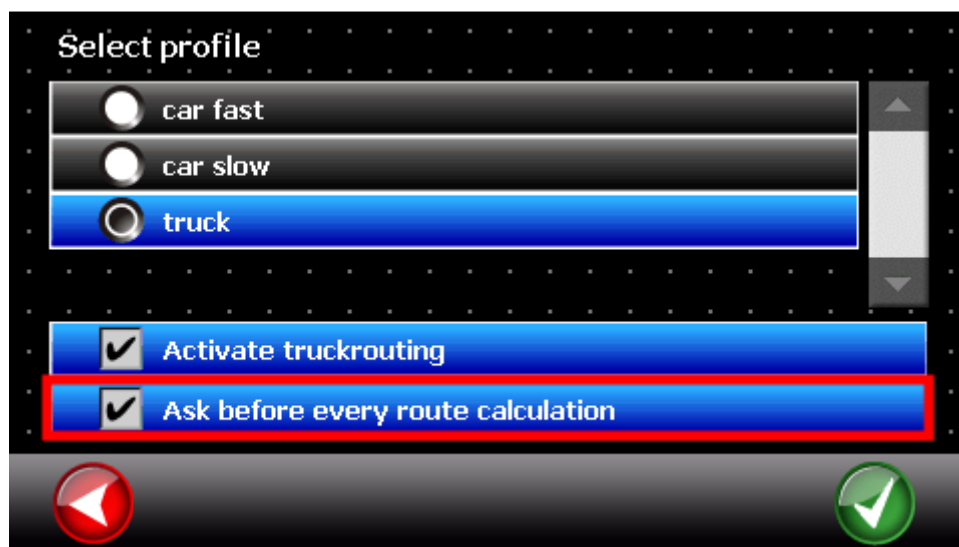 Select profile
car fast
car slow
truck
Activate truckrouting
Ask before every route calculation